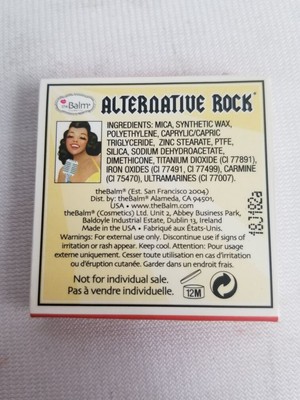 theBalm®
ALTERNATIVE ROCK®
INGREDIENTS: MICA, SYNTHETIC WAX,
POLYETHYLENE, CAPRYLIC/CAPRIC
TRIGLYCERIDE, ZINC STEARATE, PTFE,
SILICA, SODIUM DEHYDROACETATE,
DIMETHICONE, TITANIUM DIOXIDE (CI 77891),
IRON OXIDES (CI 77491, CI 77499), CARMINE
(CI 75470), ULTRAMARINES (CI 77007).
theBalm® (Est. San Francisco 2004)
Dist. by: theBalm® Alameda, CA 94501,
USA • www.theBalm.com
theBalm® (Cosmetics) Ltd. Unit 2, Abbey Business Park,
Baldoyle Industrial Estate, Dublin 13, Ireland
Made in the USA • Fabriqué aux États-Unis.
Warnings: For external use only. Discontinue use if signs of
irritation or rash appear. Keep cool. Attention: Pour usage
externe uniquement. Cesser toute utilisation en cas d'irritation
ou d'éruption cutanée. Garder dans un endroit frais.
Not for individual sale.
Pas à vendre individuelle.
12M